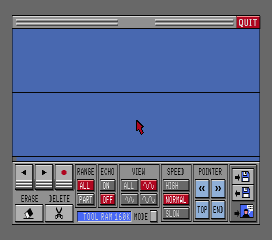 QUIT
RANGE ECHO VIEW SPEED POINTER
ALL ON ALL HIGH
PART OFF NORMAL
ERASE DELETE SLOW TOP END
TOOL RAM 160K MODE